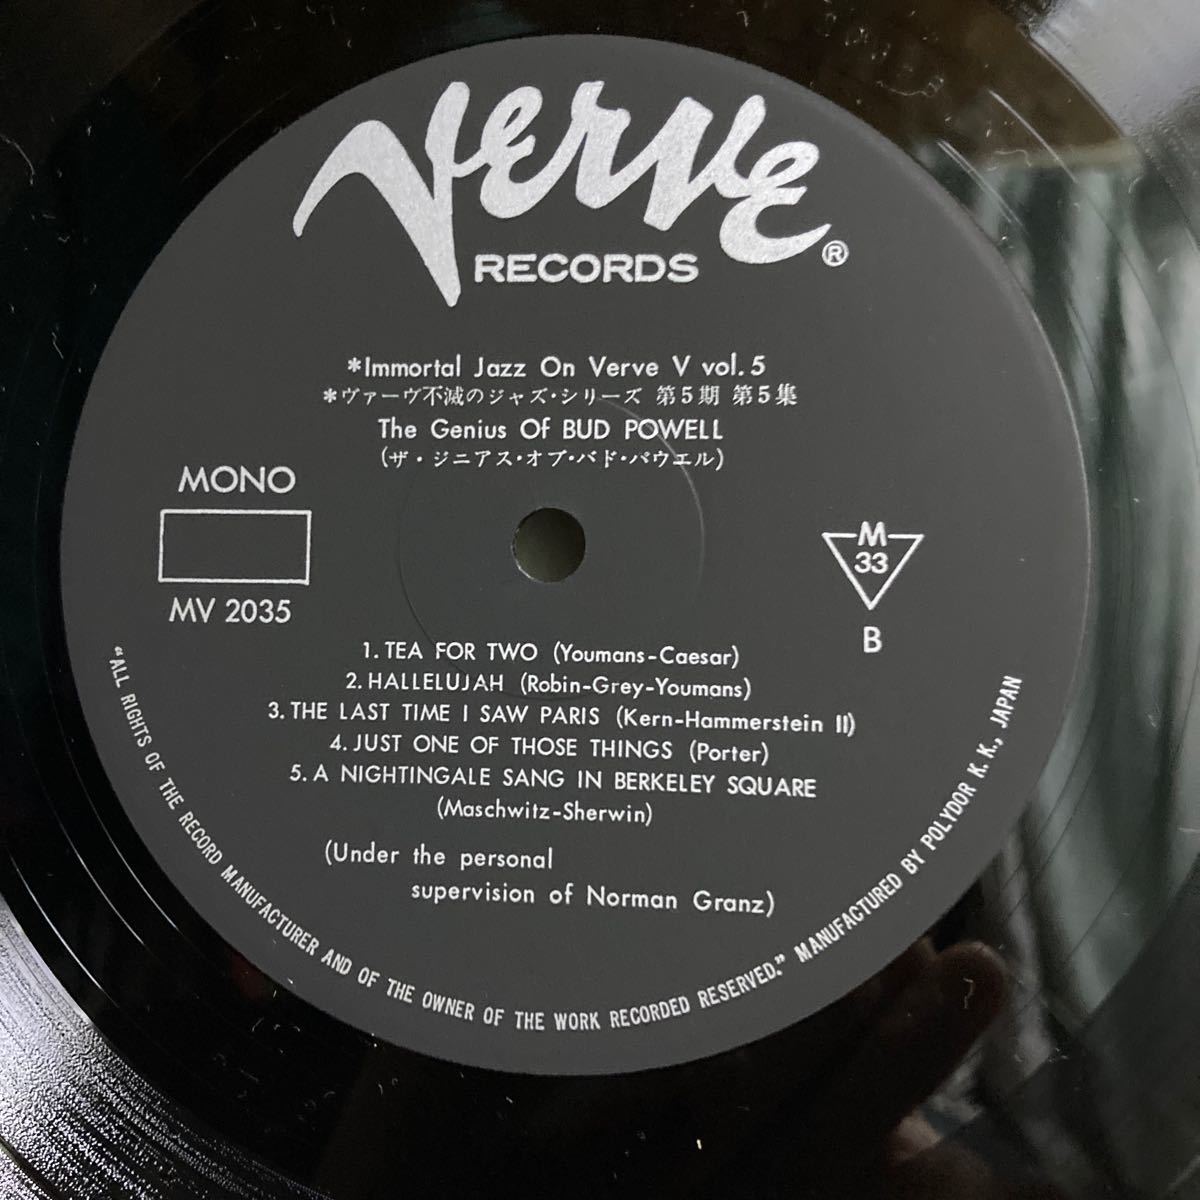 Verve ®
RECORDS
*Immortal Jazz On Verve V vol.5
*ヴァーヴ不滅のジャズ・シリーズ 第5期 第5集
The Genius Of BUD POWELL
(ザ・ジニアス・オブ・バド・パウエル)
MONO
MV 2035
M
33
B
1. TEA FOR TWO (Youmans-Caesar)
2. HALLELUJAH (Robin-Grey-Youmans)
3. THE LAST TIME I SAW PARIS (Kern-Hammerstein II)
4. JUST ONE OF THOSE THINGS (Porter)
5. A NIGHTINGALE SANG IN BERKELEY SQUARE
(Maschwitz-Sherwin)
(Under the personal
supervision of Norman Granz)
“ALL RIGHTS OF THE RECORD MANUFACTURER AND OF THE OWNER OF THE WORK RECORDED RESERVED.” MANUFACTURED BY POLYDOR K. K., JAPAN